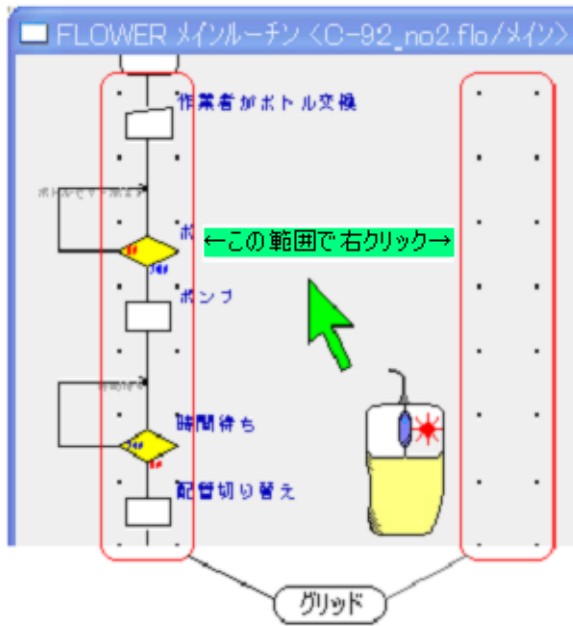 FLOWER メインルーチン <C-92_no2.flo/メイン>
作業者がボトル交換
ボ
←この範囲で右クリック→
ポンプ
時間待ち
配管切り替え
グリッド